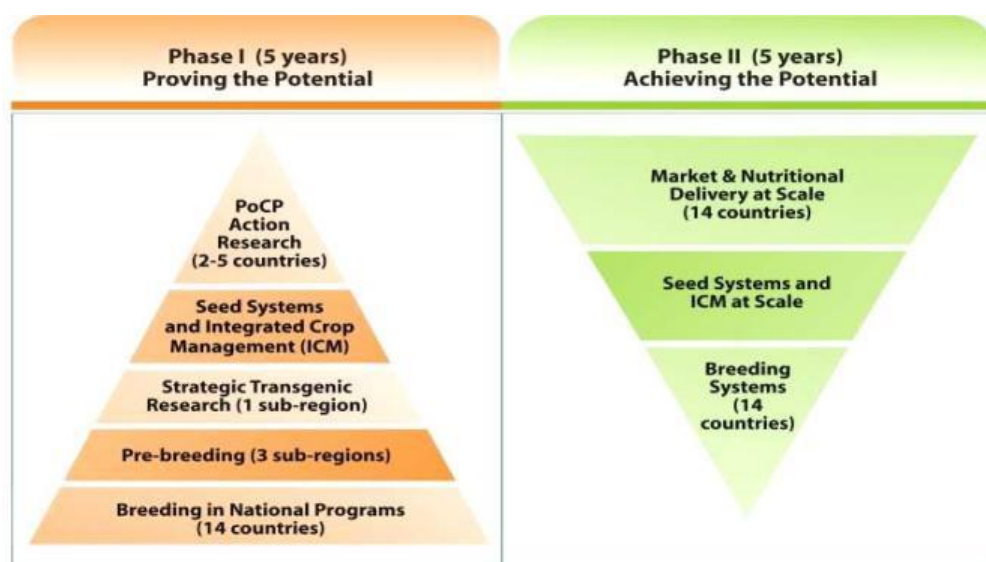 Phase I (5 years)
Proving the Potential
PoCP
Action
Research
(2-5 countries)
Seed Systems
and Integrated Crop
Management (ICM)
Strategic Transgenic
Research (1 sub-region)
Pre-breeding (3 sub-regions)
Breeding in National Programs
(14 countries)
Phase II (5 years)
Achieving the Potential
Market & Nutritional
Delivery at Scale
(14 countries)
Seed Systems and
ICM at Scale
Breeding
Systems
(14
countries)